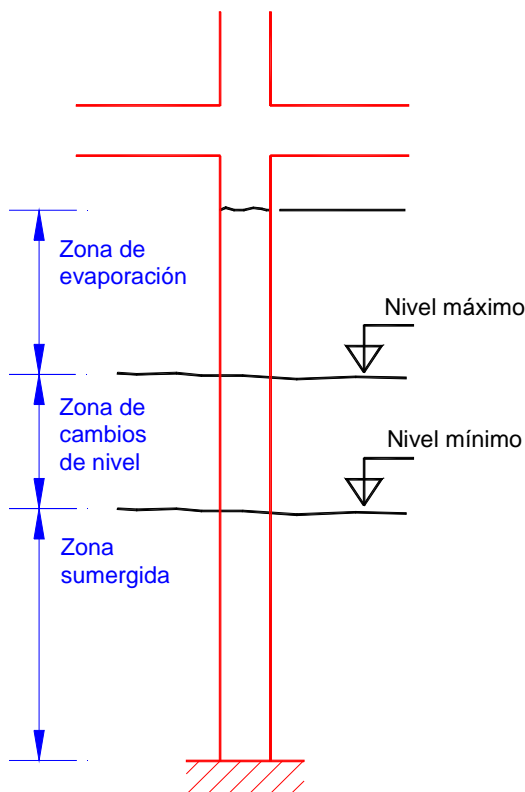 Zona de
evaporación
Nivel máximo
Zona de
cambios
de nivel
Nivel mínimo
Zona
sumergida